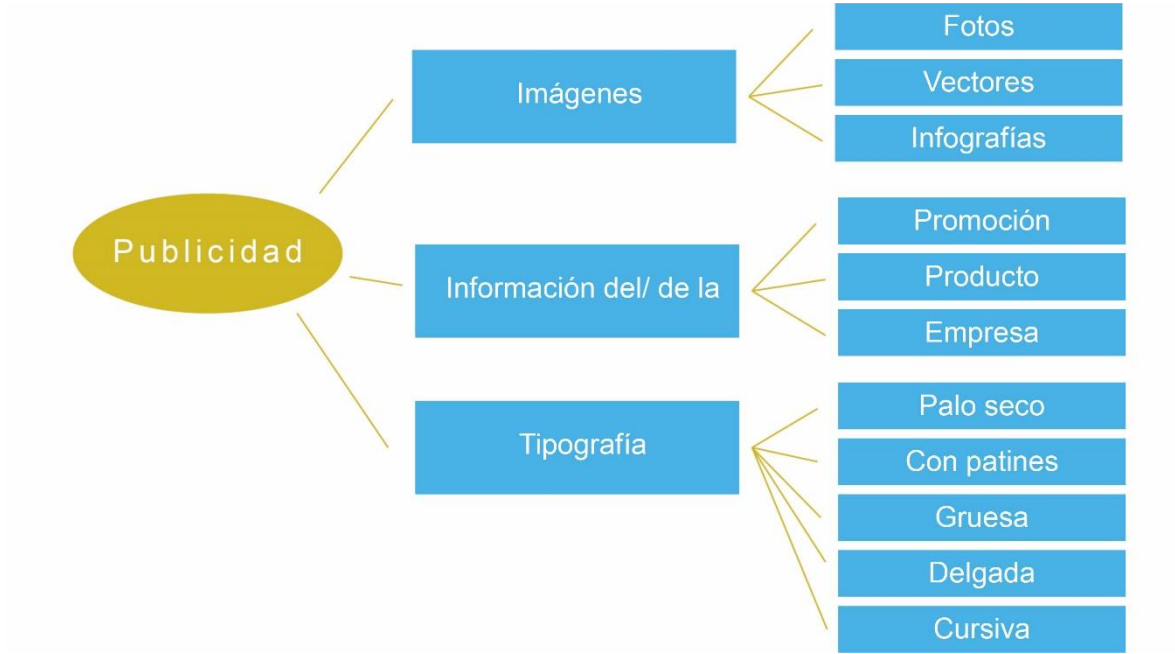 Publicidad
Imágenes
Fotos
Vectores
Infografías
Información del/ de la
Promoción
Producto
Empresa
Tipografía
Palo seco
Con patines
Gruesa
Delgada
Cursiva